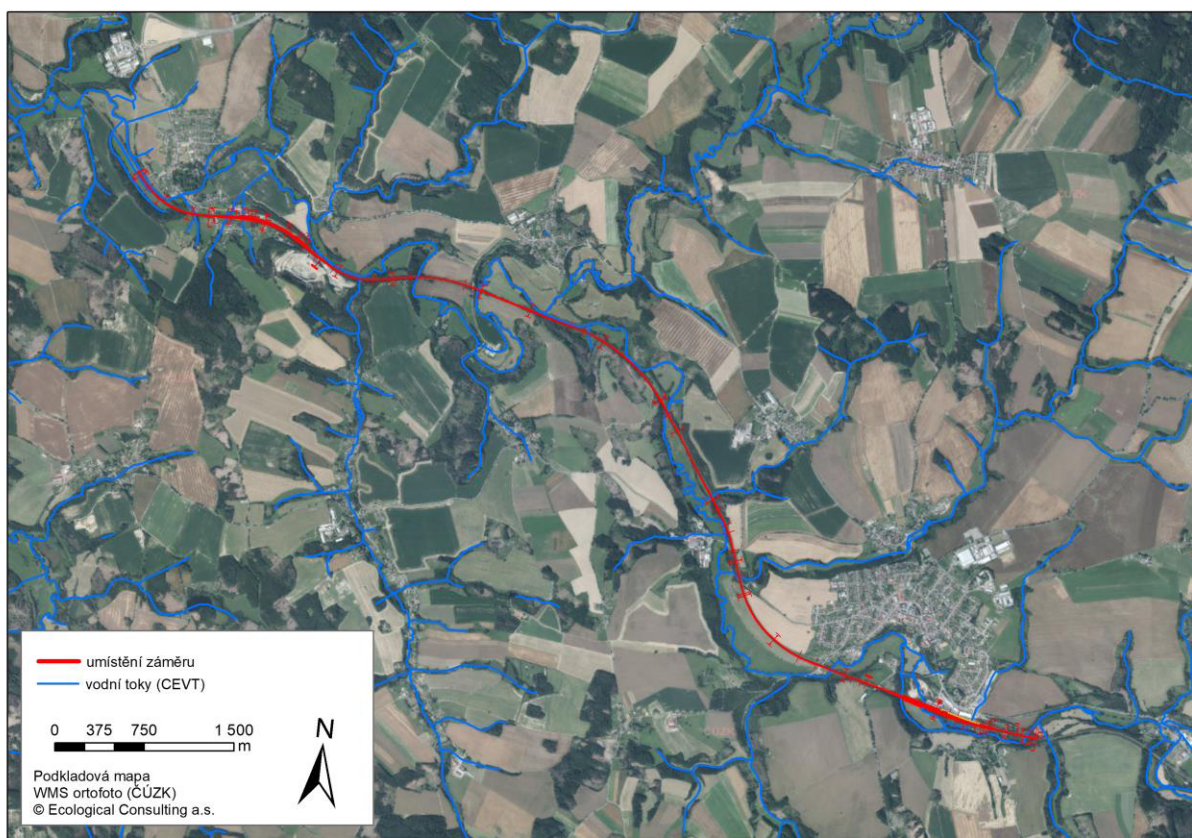 umístění záměru
vodní toky (CEVT)
0 375 750 1 500
m
N
Podkladová mapa
WMS ortofoto (ČÚZK)
© Ecological Consulting a.s.